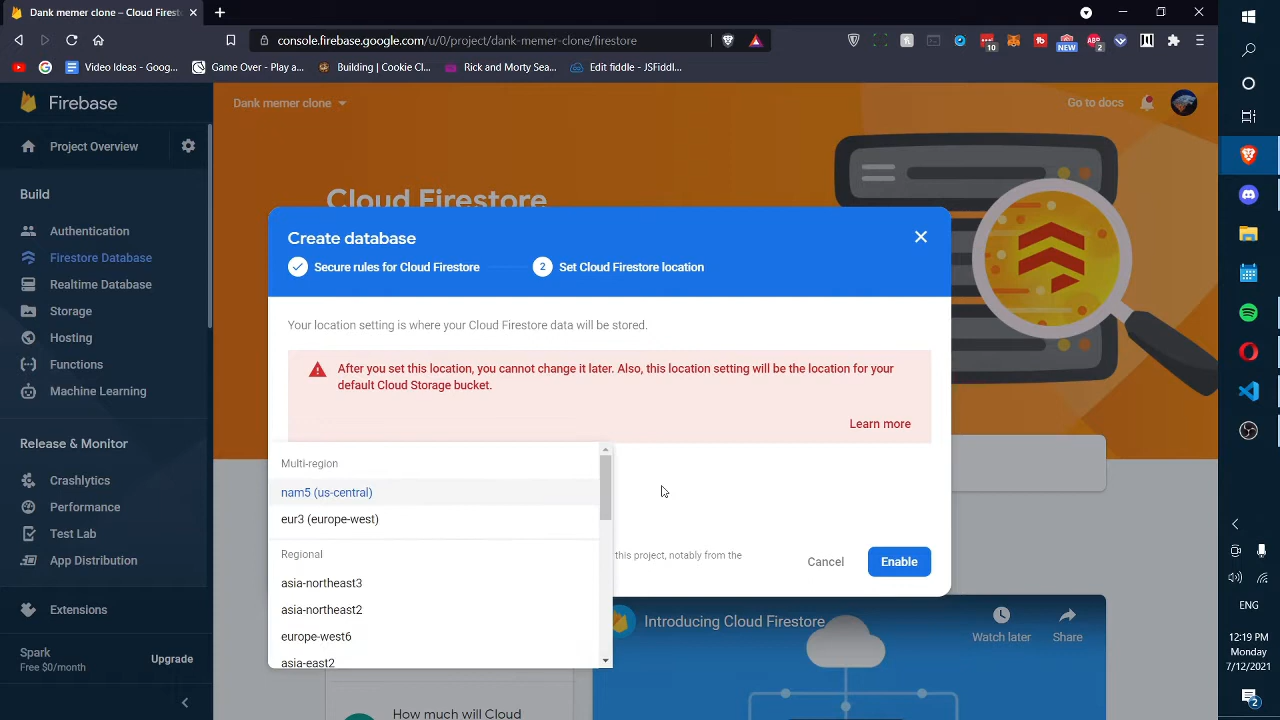 Dank memer clone – Cloud Firest
console.firebase.google.com/u/0/project/dank-memer-clone/firestore
10
NEW
2
Video Ideas - Goog...
Game Over - Play a...
Building | Cookie Cl...
Rick and Morty Sea...
Edit fiddle - JSFiddl...
Firebase
Dank memer clone
Go to docs
Project Overview
Build
Authentication
Firestore Database
Realtime Database
Storage
Hosting
Functions
Machine Learning
Release & Monitor
Crashlytics
Performance
Test Lab
App Distribution
Extensions
Spark
Free $0/month
Upgrade
Cloud Firestore
Create database
Secure rules for Cloud Firestore
2
Set Cloud Firestore location
Your location setting is where your Cloud Firestore data will be stored.
After you set this location, you cannot change it later. Also, this location setting will be the location for your
default Cloud Storage bucket.
Learn more
Multi-region
nam5 (us-central)
eur3 (europe-west)
Regional
asia-northeast3
asia-northeast2
europe-west6
asia-east2
this project, notably from the
Cancel
Enable
Introducing Cloud Firestore
Watch later
Share
How much will Cloud
ENG
12:19 PM
Monday
7/12/2021
2